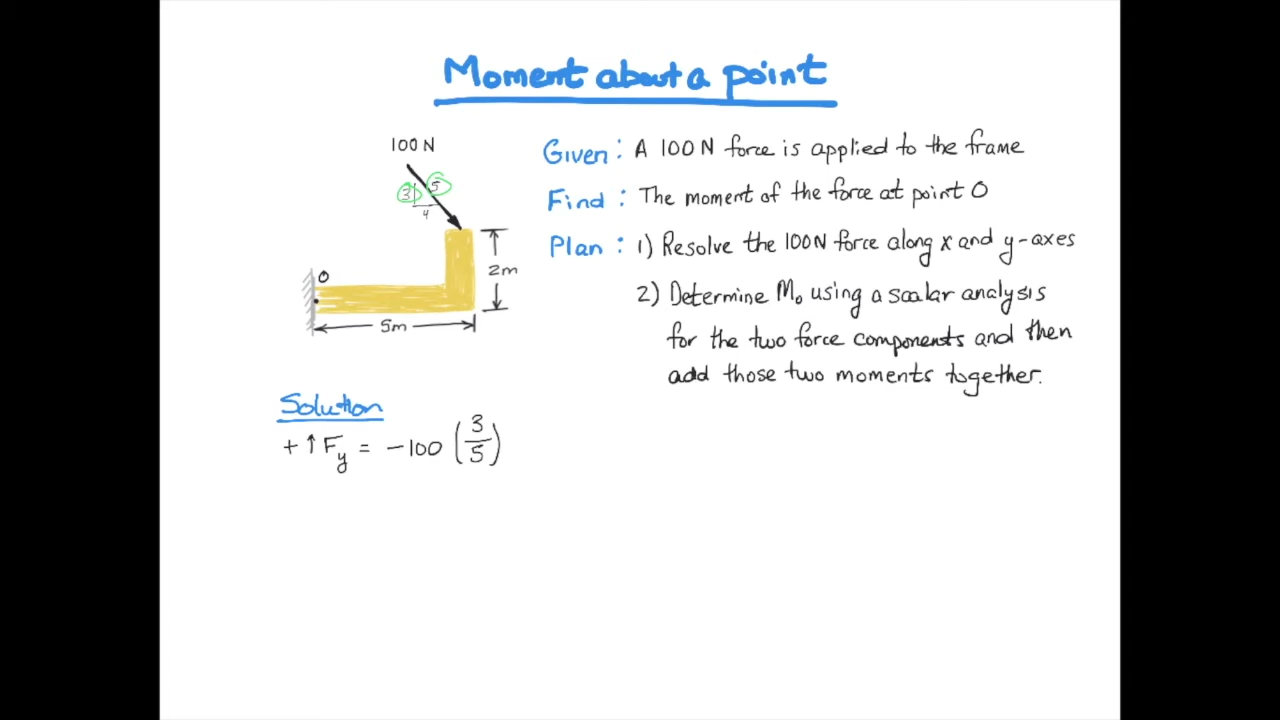 Moment about a point
100 N
3
5
4
O
2m
5m
Given: A 100 N force is applied to the frame
Find: The moment of the force at point O
Plan: 1) Resolve the 100N force along x and y-axes
2) Determine Mo using a scalar analysis
for the two force components and then
add those two moments together.
Solution
+ ↑ Fy = -100 (3/5)